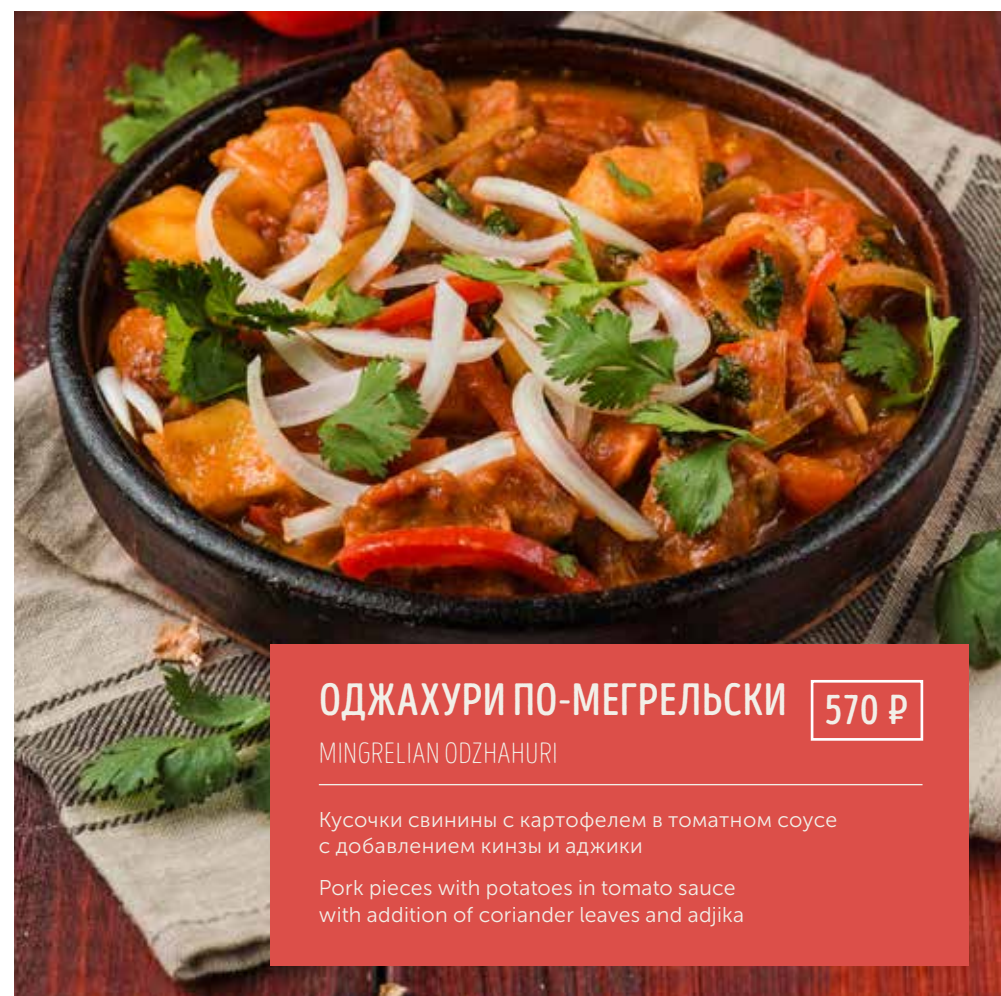 ОДЖАХУРИ ПО-МЕГРЕЛЬСКИ
570 ₽
MINGRELIAN ODZHAHURI
Кусочки свинины с картофелем в томатном соусе
с добавлением кинзы и аджики
Pork pieces with potatoes in tomato sauce
with addition of coriander leaves and adjika